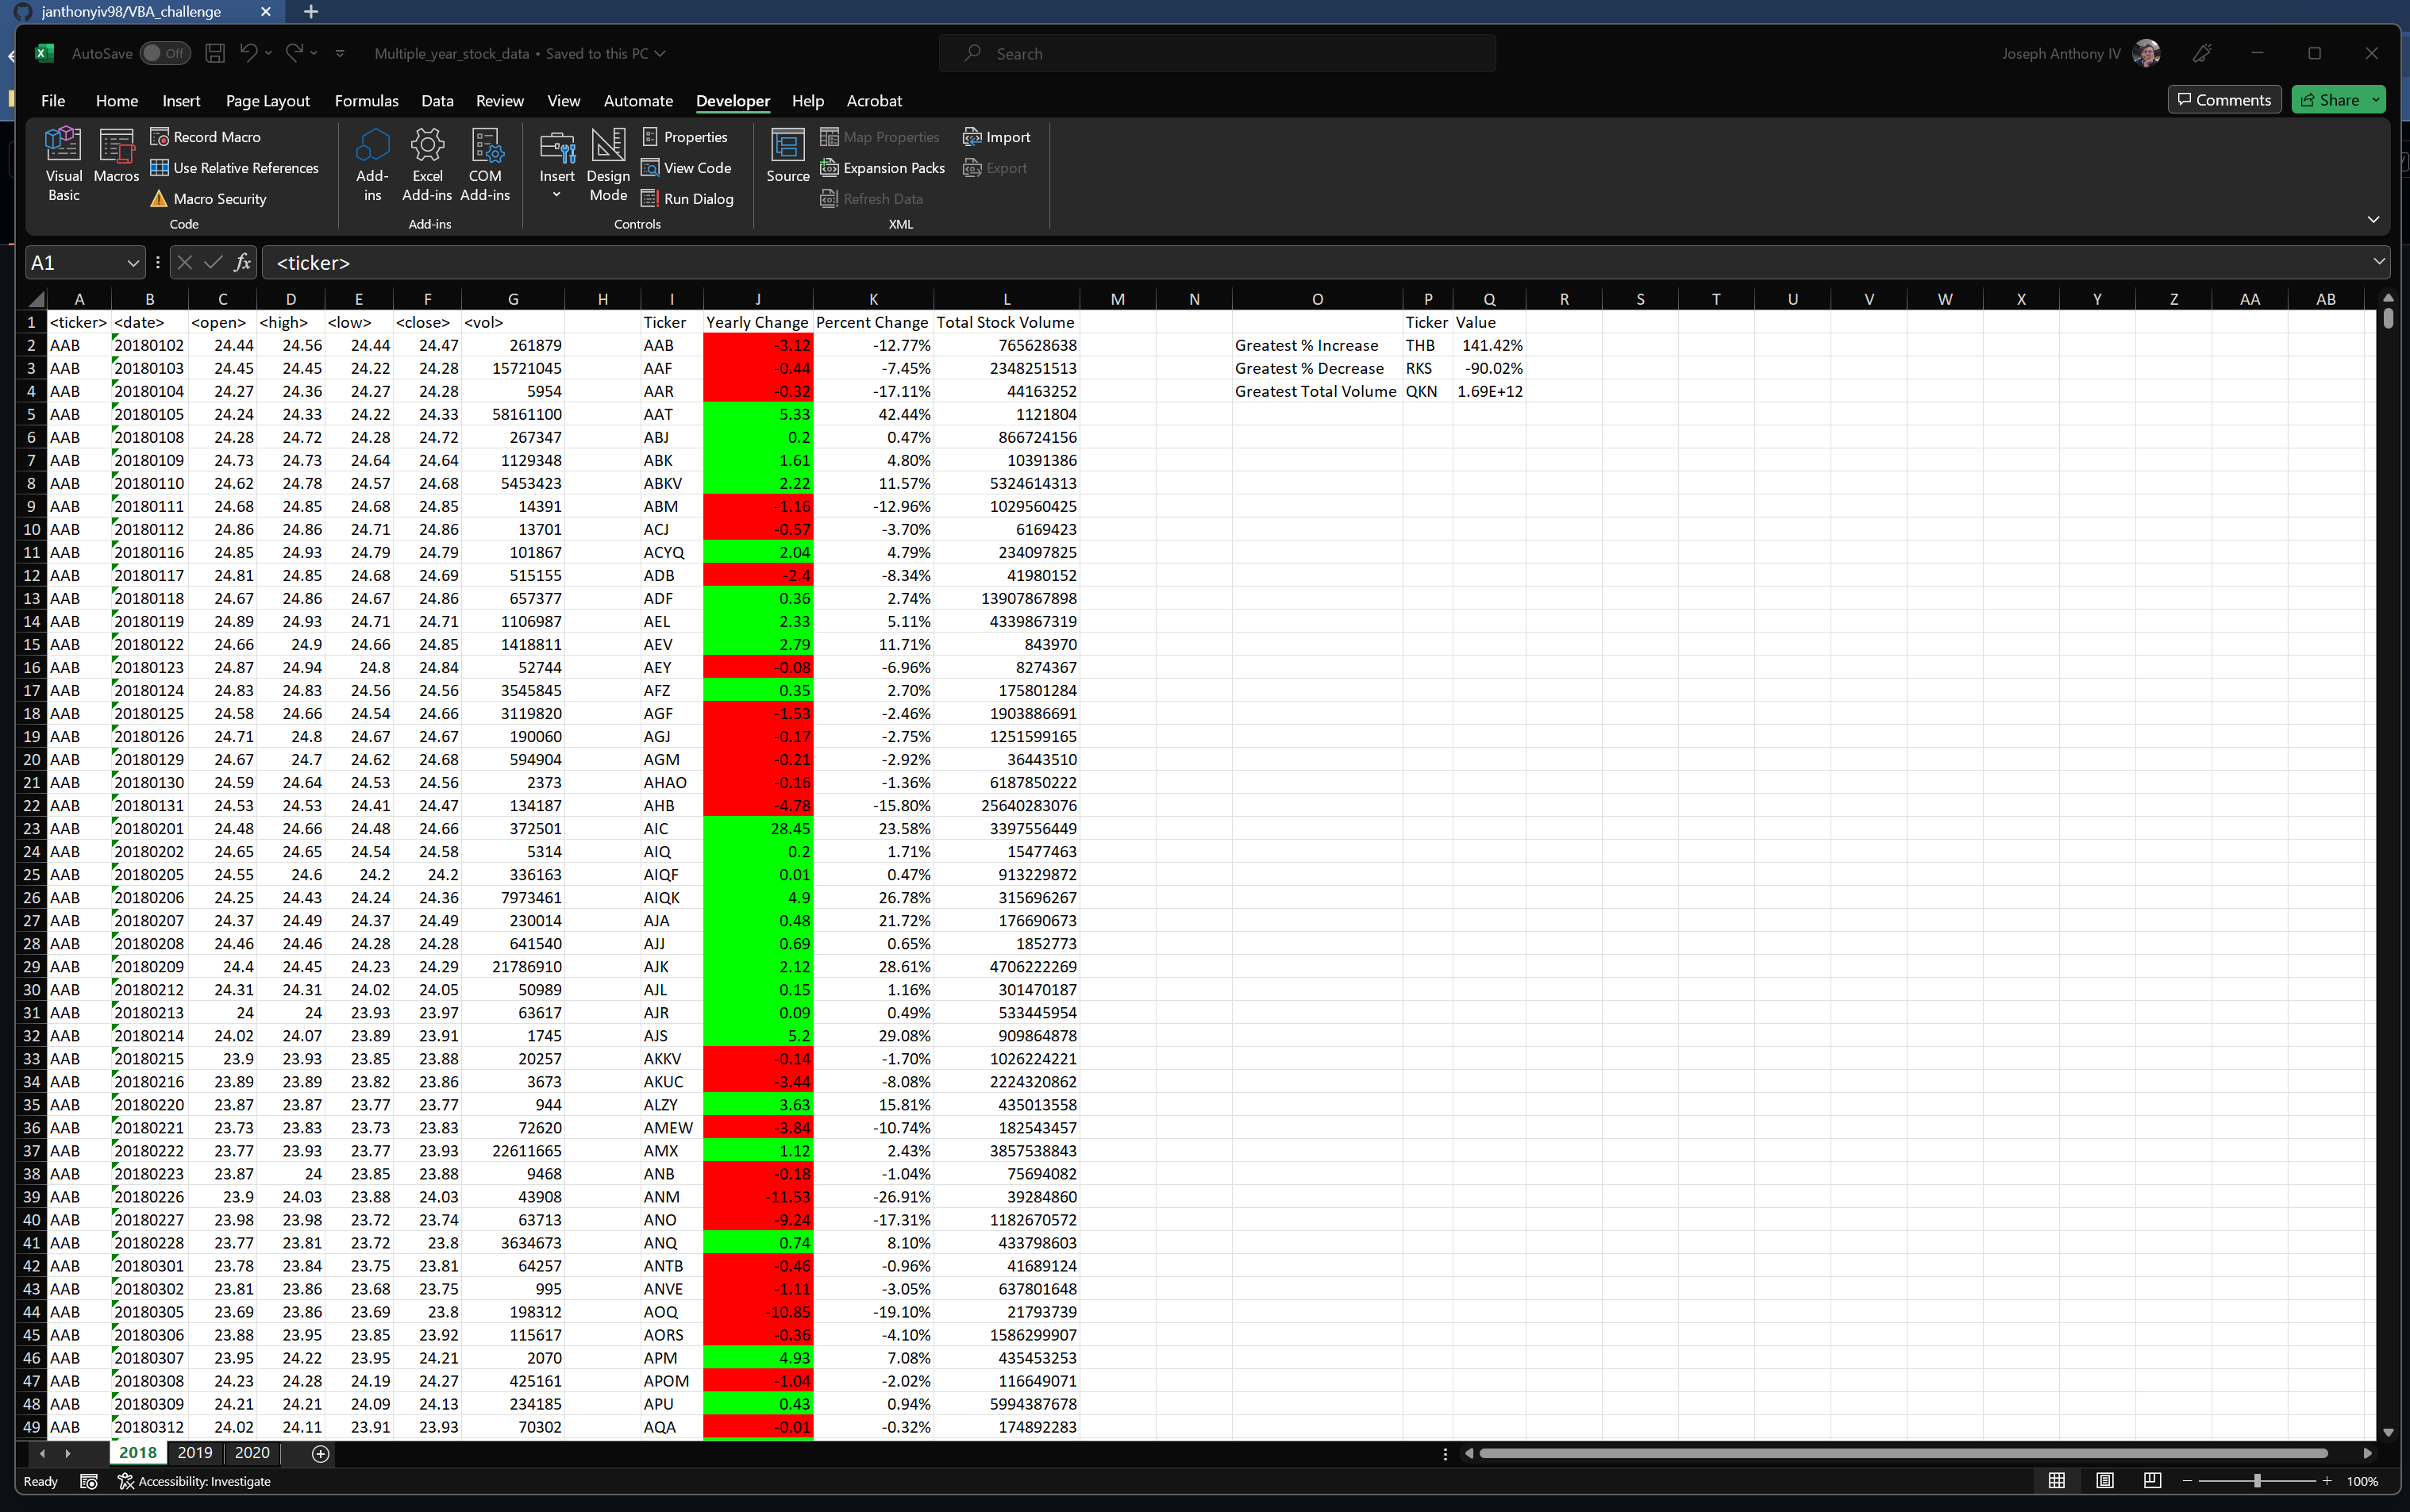 janthonyiv98/VBA_challenge
AutoSave Off Multiple_year_stock_data • Saved to this PC Search Joseph Anthony IV
File Home Insert Page Layout Formulas Data Review View Automate Developer Help Acrobat Comments Share
Visual Basic Macros Record Macro Use Relative References Macro Security Code
Add-ins Excel Add-ins COM Add-ins Add-ins
Insert Design Mode Properties View Code Run Dialog Controls
Source Map Properties Expansion Packs Refresh Data Import Export XML
A1 fx <ticker>
A B C D E F G H I J K L M N O P Q R S T U V W X Y Z AA AB
1 <ticker> <date> <open> <high> <low> <close> <vol> Ticker Yearly Change Percent Change Total Stock Volume Ticker Value
2 AAB 20180102 24.44 24.56 24.44 24.47 261879 AAB -3.12 -12.77% 765628638 Greatest % Increase THB 141.42%
3 AAB 20180103 24.45 24.45 24.22 24.28 15721045 AAF -0.44 -7.45% 2348251513 Greatest % Decrease RKS -90.02%
4 AAB 20180104 24.27 24.36 24.27 24.28 5954 AAR -0.32 -17.11% 44163252 Greatest Total Volume QKN 1.69E+12
5 AAB 20180105 24.24 24.33 24.22 24.33 58161100 AAT 5.33 42.44% 1121804
6 AAB 20180108 24.28 24.72 24.28 24.72 267347 ABJ 0.2 0.47% 866724156
7 AAB 20180109 24.73 24.73 24.64 24.64 1129348 ABK 1.61 4.80% 10391386
8 AAB 20180110 24.62 24.78 24.57 24.68 5453423 ABKV 2.22 11.57% 5324614313
9 AAB 20180111 24.68 24.85 24.68 24.85 14391 ABM -1.16 -12.96% 1029560425
10 AAB 20180112 24.86 24.86 24.71 24.86 13701 ACJ -0.57 -3.70% 6169423
11 AAB 20180116 24.85 24.93 24.79 24.79 101867 ACYQ 2.04 4.79% 234097825
12 AAB 20180117 24.81 24.85 24.68 24.69 515155 ADB -2.4 -8.34% 41980152
13 AAB 20180118 24.67 24.86 24.67 24.86 657377 ADF 0.36 2.74% 13907867898
14 AAB 20180119 24.89 24.93 24.71 24.71 1106987 AEL 2.33 5.11% 4339867319
15 AAB 20180122 24.66 24.9 24.66 24.85 1418811 AEV 2.79 11.71% 843970
16 AAB 20180123 24.87 24.94 24.8 24.84 52744 AEY -0.08 -6.96% 8274367
17 AAB 20180124 24.83 24.83 24.56 24.56 3545845 AFZ 0.35 2.70% 175801284
18 AAB 20180125 24.58 24.66 24.54 24.66 3119820 AGF -1.53 -2.46% 1903886691
19 AAB 20180126 24.71 24.8 24.67 24.67 190060 AGJ -0.17 -2.75% 1251599165
20 AAB 20180129 24.67 24.7 24.62 24.68 594904 AGM -0.21 -2.92% 36443510
21 AAB 20180130 24.59 24.64 24.53 24.56 2373 AHAO -0.16 -1.36% 6187850222
22 AAB 20180131 24.53 24.53 24.41 24.47 134187 AHB -4.78 -15.80% 25640283076
23 AAB 20180201 24.48 24.66 24.48 24.66 372501 AIC 28.45 23.58% 3397556449
24 AAB 20180202 24.65 24.65 24.54 24.58 5314 AIQ 0.2 1.71% 15477463
25 AAB 20180205 24.55 24.6 24.2 24.2 336163 AIQF 0.01 0.47% 913229872
26 AAB 20180206 24.25 24.43 24.24 24.36 7973461 AIQK 4.9 26.78% 315696267
27 AAB 20180207 24.37 24.49 24.37 24.49 230014 AJA 0.48 21.72% 176690673
28 AAB 20180208 24.46 24.46 24.28 24.28 641540 AJJ 0.69 0.65% 1852773
29 AAB 20180209 24.4 24.45 24.23 24.29 21786910 AJK 2.12 28.61% 4706222269
30 AAB 20180212 24.31 24.31 24.02 24.05 50989 AJL 0.15 1.16% 301470187
31 AAB 20180213 24 24 23.93 23.97 63617 AJR 0.09 0.49% 533445954
32 AAB 20180214 24.02 24.07 23.89 23.91 1745 AJS 5.2 29.08% 909864878
33 AAB 20180215 23.9 23.93 23.85 23.88 20257 AKKV -0.14 -1.70% 1026224221
34 AAB 20180216 23.89 23.89 23.82 23.86 3673 AKUC -3.44 -8.08% 2224320862
35 AAB 20180220 23.87 23.87 23.77 23.77 944 ALZY 3.63 15.81% 435013558
36 AAB 20180221 23.73 23.83 23.73 23.83 72620 AMEW -3.84 -10.74% 182543457
37 AAB 20180222 23.77 23.93 23.77 23.93 22611665 AMX 1.12 2.43% 3857538843
38 AAB 20180223 23.87 24 23.85 23.88 9468 ANB -0.18 -1.04% 75694082
39 AAB 20180226 23.9 24.03 23.88 24.03 43908 ANM -11.53 -26.91% 39284860
40 AAB 20180227 23.98 23.98 23.72 23.74 63713 ANO -9.24 -17.31% 1182670572
41 AAB 20180228 23.77 23.81 23.72 23.8 3634673 ANQ 0.74 8.10% 433798603
42 AAB 20180301 23.78 23.84 23.75 23.81 64257 ANTB -0.46 -0.96% 41689124
43 AAB 20180302 23.81 23.86 23.68 23.75 995 ANVE -1.11 -3.05% 637801648
44 AAB 20180305 23.69 23.86 23.69 23.8 198312 AOQ -10.85 -19.10% 21793739
45 AAB 20180306 23.88 23.95 23.85 23.92 115617 AORS -0.36 -4.10% 1586299907
46 AAB 20180307 23.95 24.22 23.95 24.21 2070 APM 4.93 7.08% 435453253
47 AAB 20180308 24.23 24.28 24.19 24.27 425161 APOM -1.04 -2.02% 116649071
48 AAB 20180309 24.21 24.21 24.09 24.13 234185 APU 0.43 0.94% 5994387678
49 AAB 20180312 24.02 24.11 23.91 23.93 70302 AQA -0.01 -0.32% 174892283
2018 2019 2020
Ready Accessibility: Investigate 100%